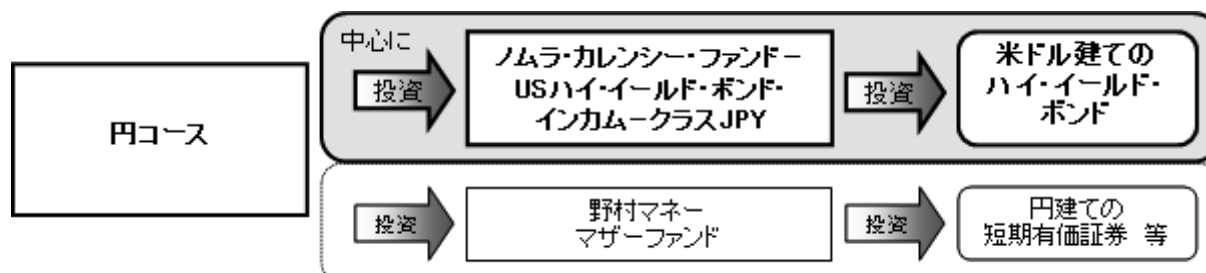 円コース
中心に
投資
ノムラ・カレンシー・ファンド－
USハイ・イールド・ボンド・
インカム－クラスJPY
投資
米ドル建ての
ハイ・イールド・
ボンド
投資
野村マネー
マザーファンド
投資
円建ての
短期有価証券 等